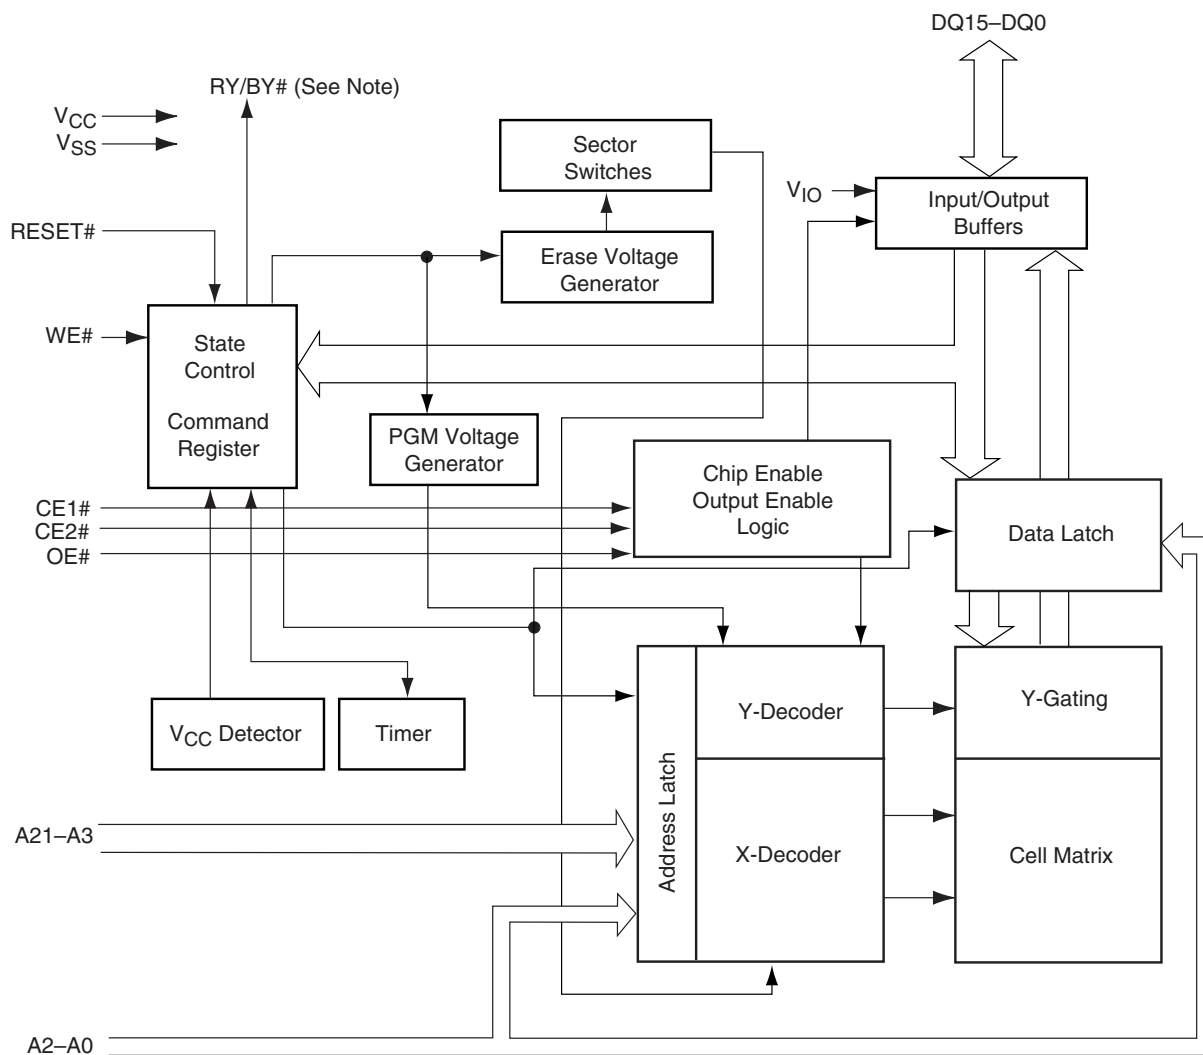 DQ15–DQ0
RY/BY# (See Note)
VCC
VSS
Sector
Switches
VIO
Input/Output
Buffers
RESET#
Erase Voltage
Generator
WE#
State
Control
Command
Register
PGM Voltage
Generator
Chip Enable
Output Enable
Logic
CE1#
CE2#
OE#
Data Latch
VCC Detector
Timer
Y-Decoder
Y-Gating
Address Latch
A21–A3
X-Decoder
Cell Matrix
A2–A0